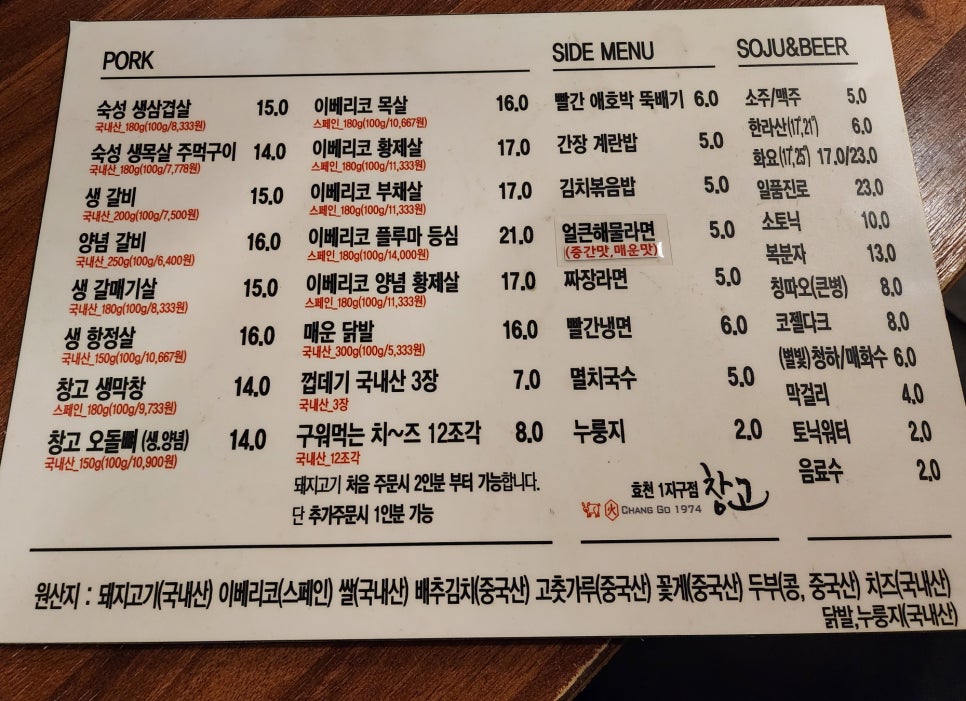 PORK
숙성 생삼겹살 15.0
국내산_180g(100g/8,333원)
숙성 생목살 주먹구이 14.0
국내산_180g(100g/7,778원)
생 갈비 15.0
국내산_200g(100g/7,500원)
양념 갈비 16.0
국내산_250g(100g/6,400원)
생 갈매기살 15.0
국내산_180g(100g/8,333원)
생 항정살 16.0
국내산_150g(100g/10,667원)
창고 생막창 14.0
스페인_180g(100g/9,733원)
창고 오돌뼈 (생,양념) 14.0
국내산_150g(100g/10,900원)
이베리코 목살 16.0
스페인_180g(100g/10,667원)
이베리코 황제살 17.0
스페인_180g(100g/11,333원)
이베리코 부채살 17.0
스페인_180g(100g/11,333원)
이베리코 플루마 등심 21.0
스페인_180g(100g/14,000원)
이베리코 양념 황제살 17.0
스페인_180g(100g/11,333원)
매운 닭발 16.0
국내산_300g(100g/5,333원)
껍데기 국내산 3장 7.0
국내산_3장
구워먹는 치~즈 12조각 8.0
국내산_12조각
돼지고기 처음 주문시 2인분 부터 가능합니다.
단 추가주문시 1인분 가능
SIDE MENU
빨간 애호박 뚝배기 6.0
간장 계란밥 5.0
김치볶음밥 5.0
얼큰해물라면 5.0
(중간맛,매운맛)
짜장라면 5.0
빨간냉면 6.0
멸치국수 5.0
누룽지 2.0
효천 1지구점 창고
火 CHANG GO 1974
SOJU&BEER
소주/맥주 5.0
한라산(17˚,21˚) 6.0
화요(17˚,25˚) 17.0/23.0
일품진로 23.0
소토닉 10.0
복분자 13.0
칭따오(큰병) 8.0
코젤다크 8.0
(별빛)청하/매화수 6.0
막걸리 4.0
토닉워터 2.0
음료수 2.0
원산지 : 돼지고기(국내산) 이베리코(스페인) 쌀(국내산) 배추김치(중국산) 고춧가루(중국산) 꽃게(중국산) 두부(콩, 중국산) 치즈(국내산)
닭발,누룽지(국내산)